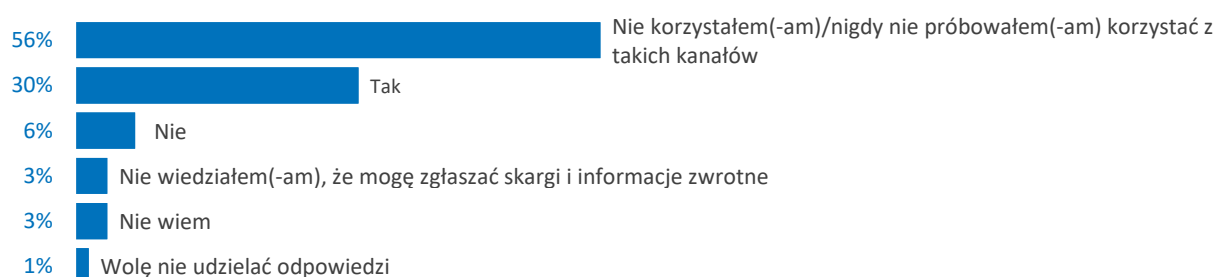 56% Nie korzystałem(-am)/nigdy nie próbowałem(-am) korzystać z
takich kanałów
30% Tak
6% Nie
3% Nie wiedziałem(-am), że mogę zgłaszać skargi i informacje zwrotne
3% Nie wiem
1% Wolę nie udzielać odpowiedzi